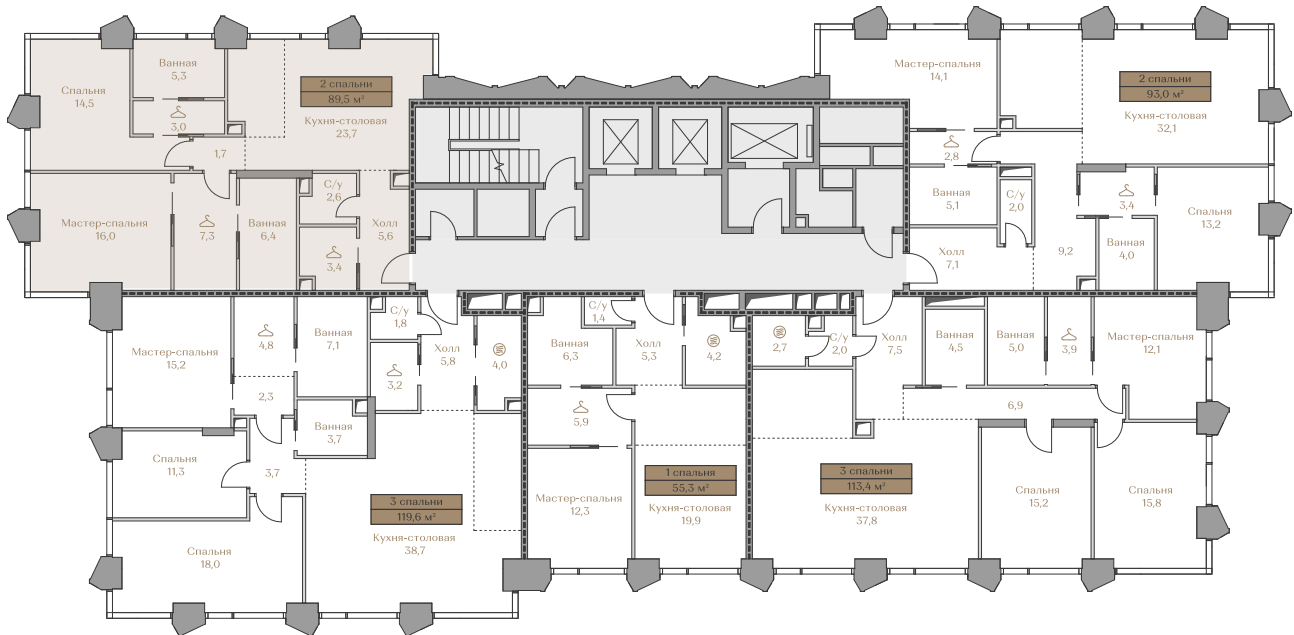 Спальня
14,5
Ванная
5,3
3,0
1,7
2 спальни
89,5 м²
Кухня-столовая
23,7
Мастер-спальня
16,0
7,3
Ванная
6,4
С/у
2,6
3,4
Холл
5,6
Мастер-спальня
14,1
2,8
2 спальни
93,0 м²
Кухня-столовая
32,1
Ванная
5,1
С/у
2,0
3,4
Спальня
13,2
Холл
7,1
9,2
Ванная
4,0
Мастер-спальня
15,2
4,8
Ванная
7,1
С/у
1,8
Холл
5,8
4,0
3,2
2,3
Ванная
3,7
Спальня
11,3
3,7
3 спальни
119,6 м²
Кухня-столовая
38,7
Спальня
18,0
С/у
1,4
Ванная
6,3
Холл
5,3
4,2
5,9
Мастер-спальня
12,3
1 спальня
55,3 м²
Кухня-столовая
19,9
2,7
С/у
2,0
Холл
7,5
Ванная
4,5
Ванная
5,0
3,9
Мастер-спальня
12,1
6,9
3 спальни
113,4 м²
Кухня-столовая
37,8
Спальня
15,2
Спальня
15,8